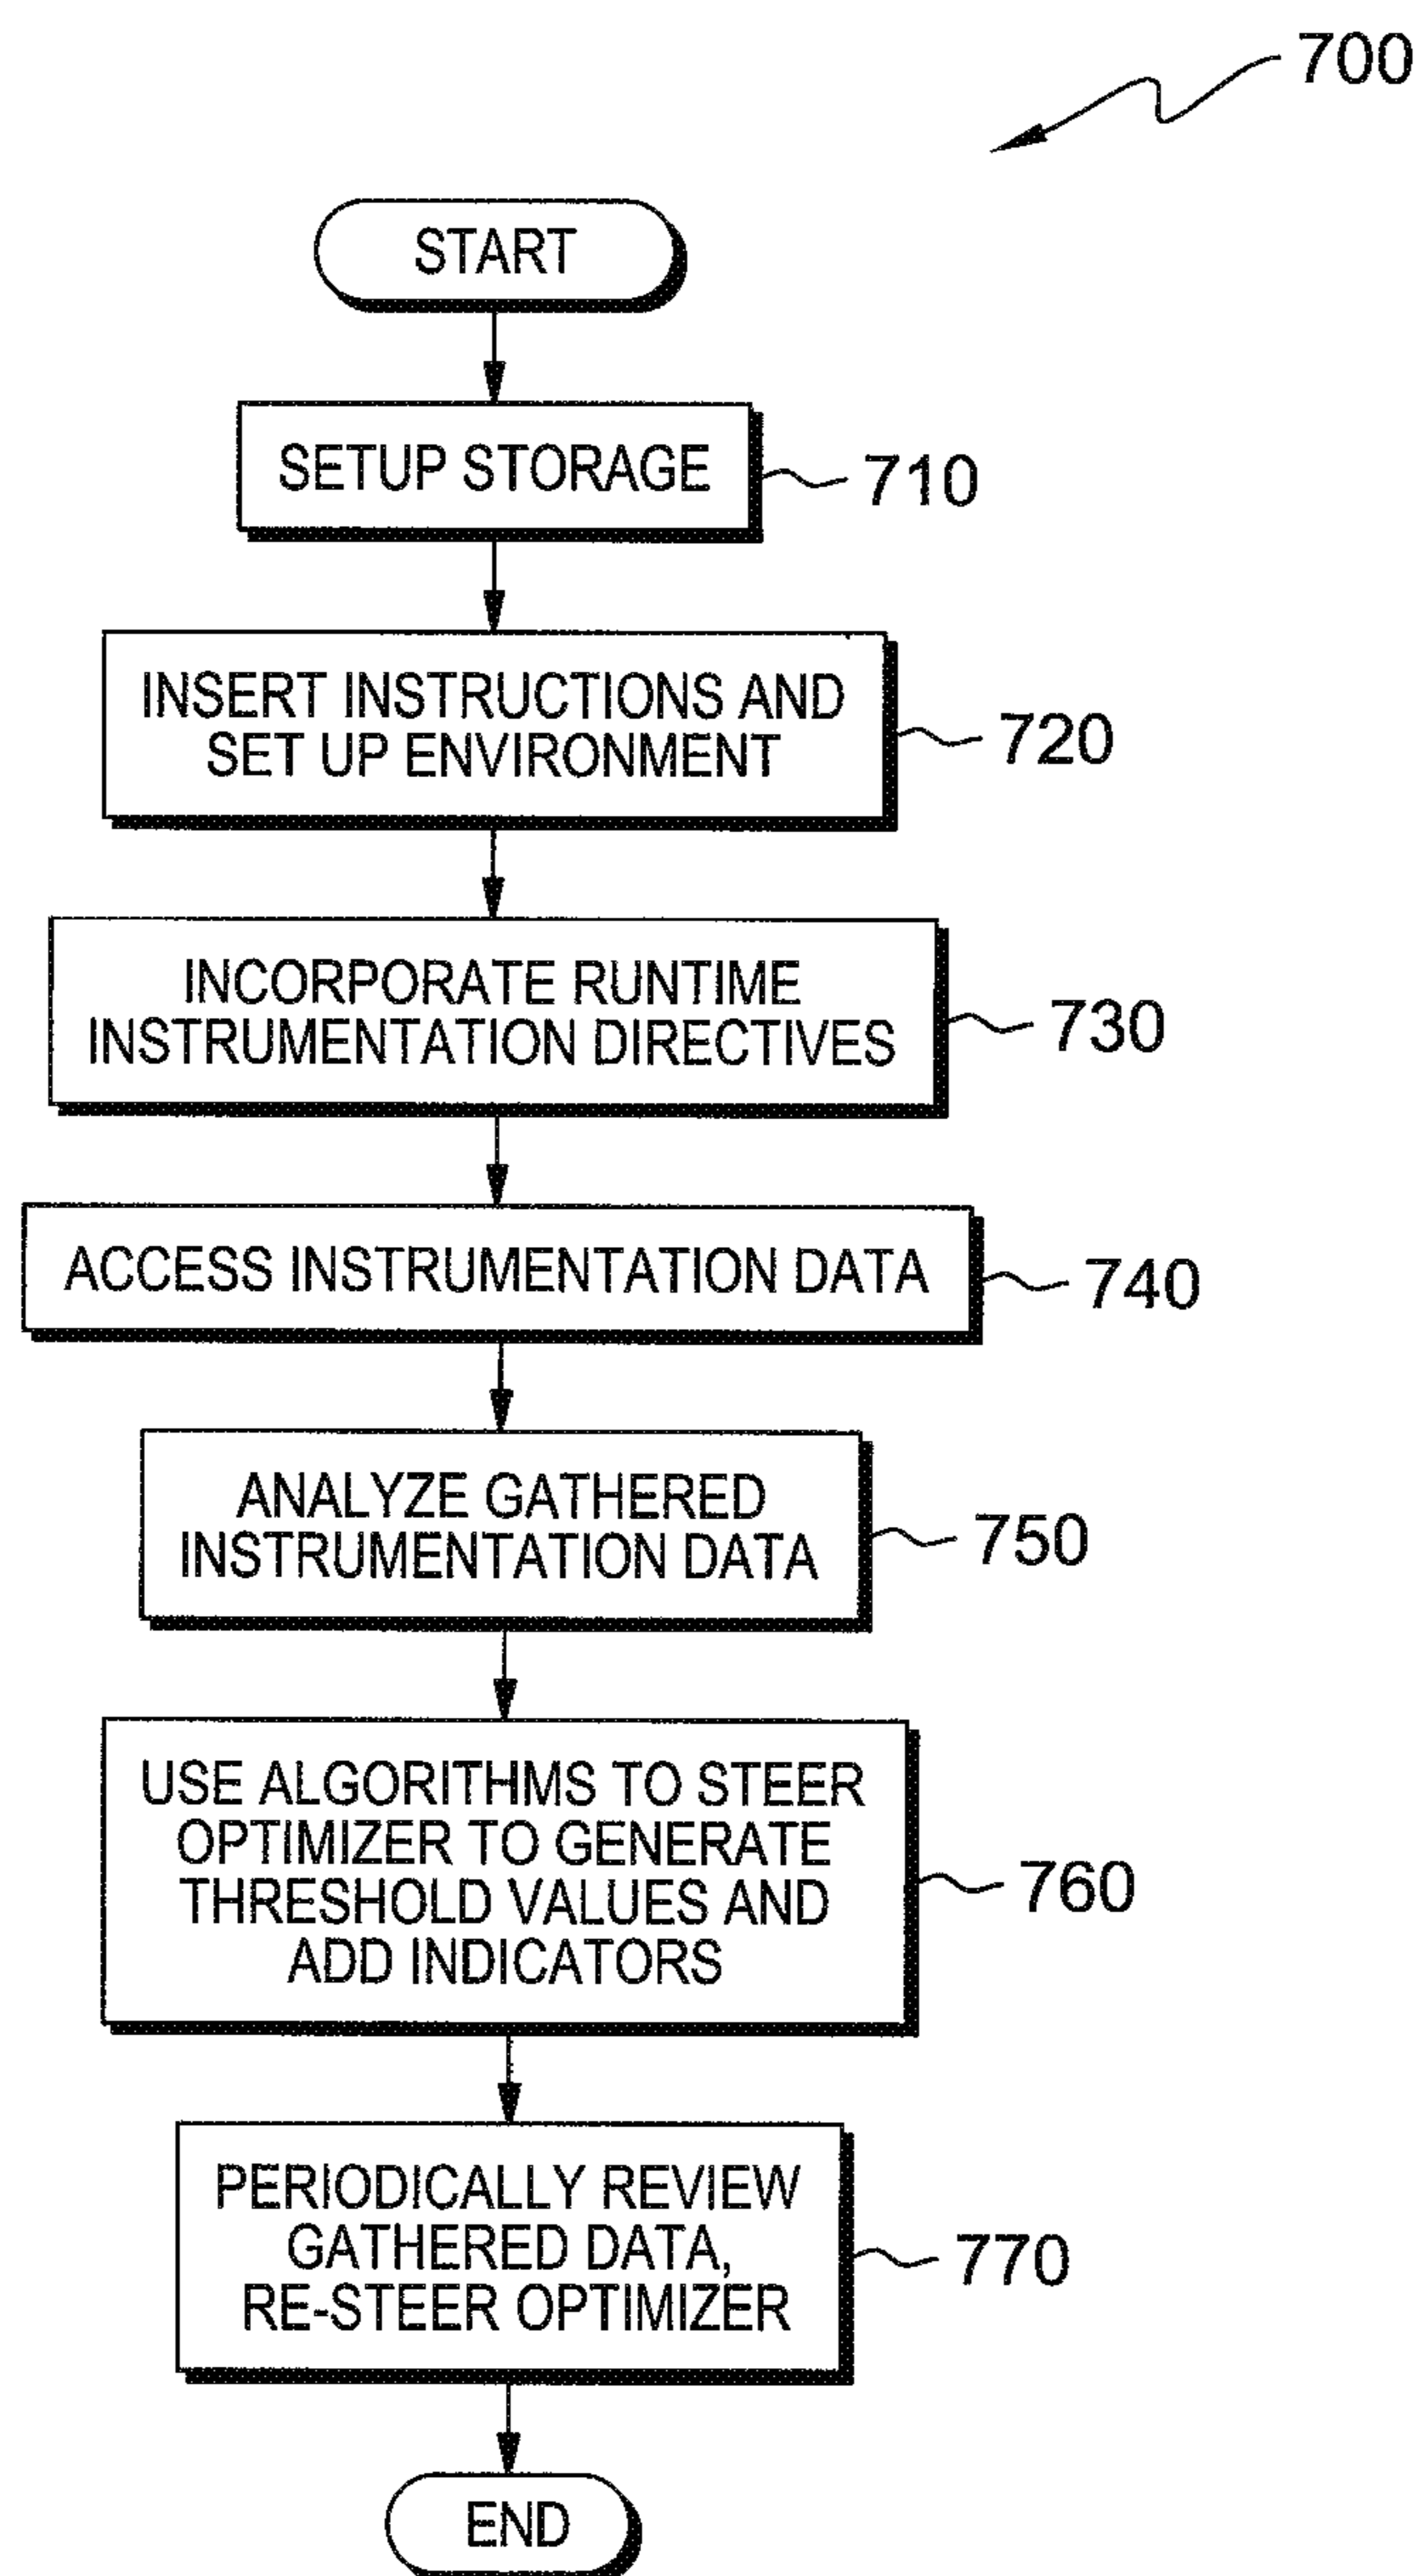 700
START
SETUP STORAGE
710
INSERT INSTRUCTIONS AND
SET UP ENVIRONMENT
720
INCORPORATE RUNTIME
INSTRUMENTATION DIRECTIVES
730
ACCESS INSTRUMENTATION DATA
740
ANALYZE GATHERED
INSTRUMENTATION DATA
750
USE ALGORITHMS TO STEER
OPTIMIZER TO GENERATE
THRESHOLD VALUES AND
ADD INDICATORS
760
PERIODICALLY REVIEW
GATHERED DATA,
RE-STEER OPTIMIZER
770
END